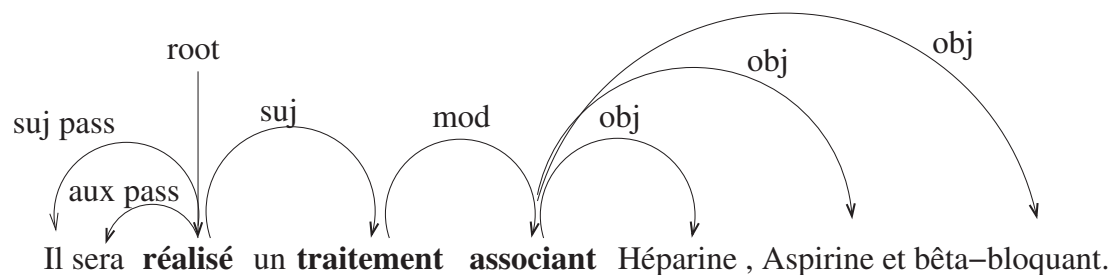 root
obj
obj
suj pass
suj
mod
obj
aux pass
Il sera réalisé un traitement associant Héparine , Aspirine et bêta−bloquant.